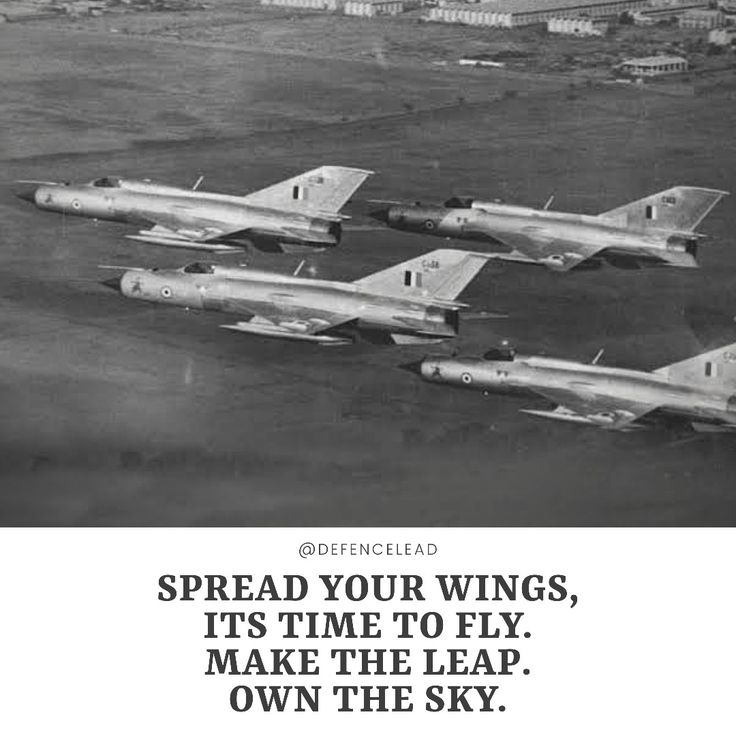 @DEFENCELEAD
SPREAD YOUR WINGS,
ITS TIME TO FLY.
MAKE THE LEAP.
OWN THE SKY.